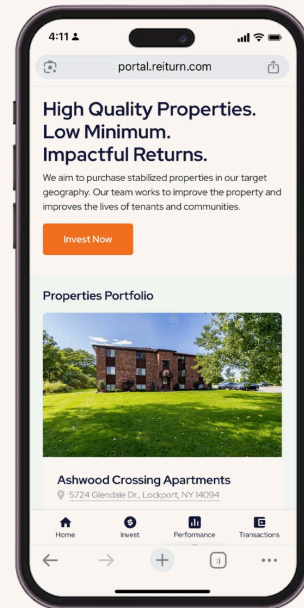 4:11
portal.reiturn.com
High Quality Properties.
Low Minimum.
Impactful Returns.
We aim to purchase stabilized properties in our target
geography. Our team works to improve the property and
improves the lives of tenants and communities.
Invest Now
Properties Portfolio
Ashwood Crossing Apartments
5724 Glendale Dr., Lockport, NY 14094
Home Invest Performance Transactions
:)